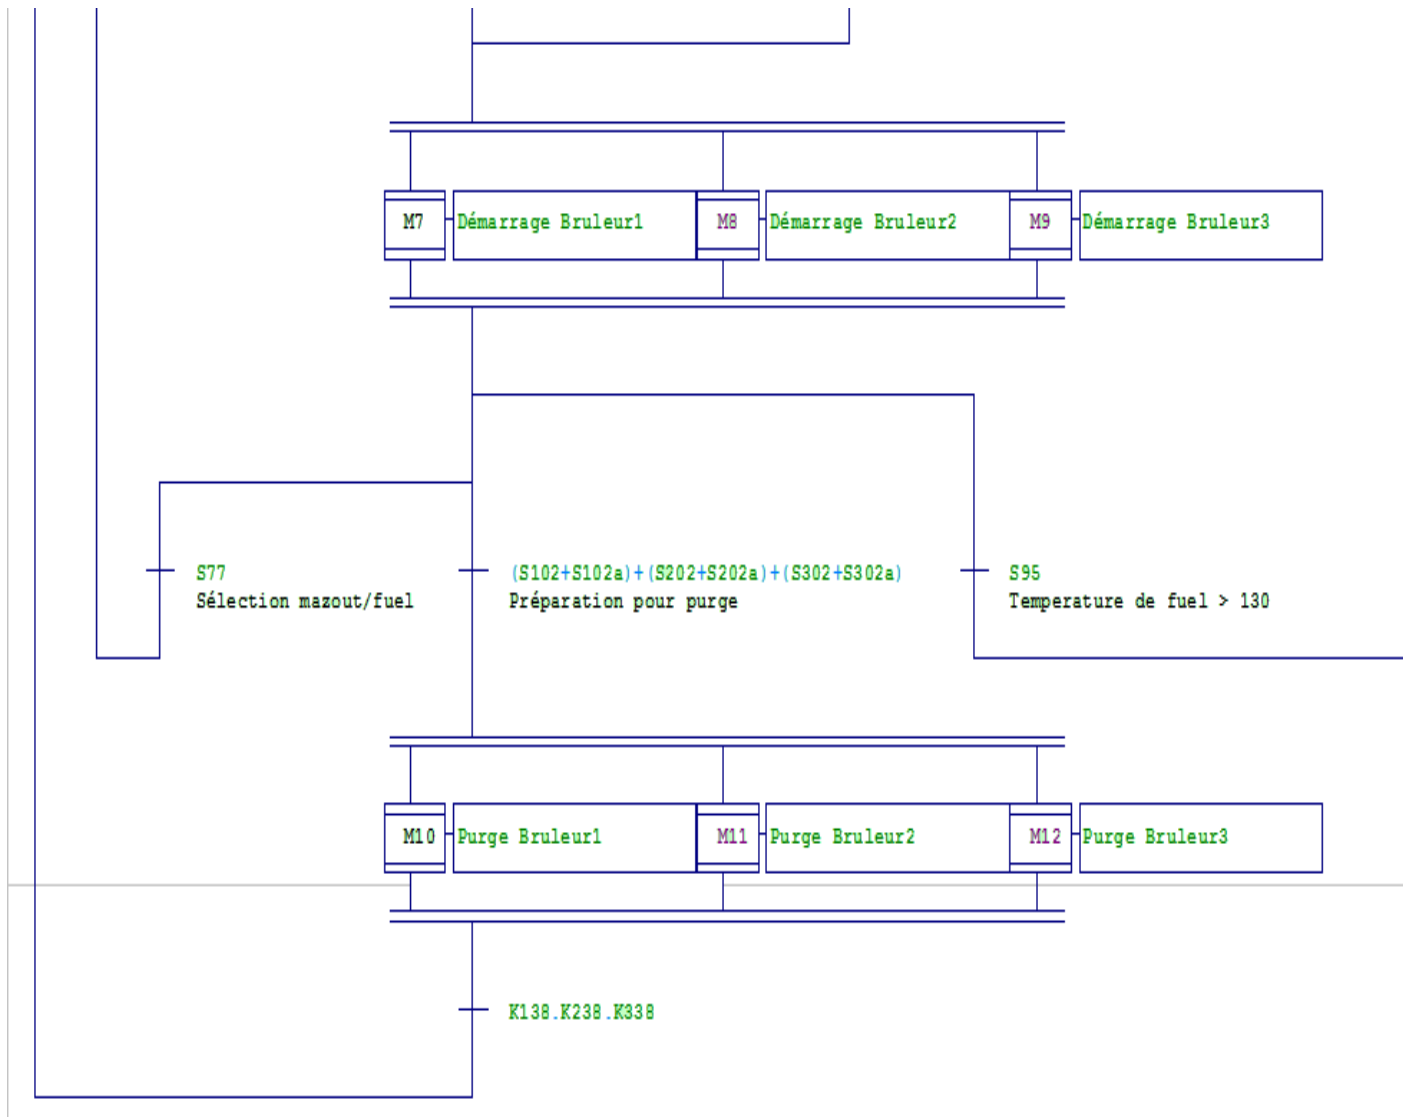 M7 Démarrage Bruleur1 M8 Démarrage Bruleur2 M9 Démarrage Bruleur3
S77 (S102+S102a)+(S202+S202a)+(S302+S302a) S95
Sélection mazout/fuel Préparation pour purge Temperature de fuel > 130
M10 Purge Bruleur1 M11 Purge Bruleur2 M12 Purge Bruleur3
K138.K238.K338